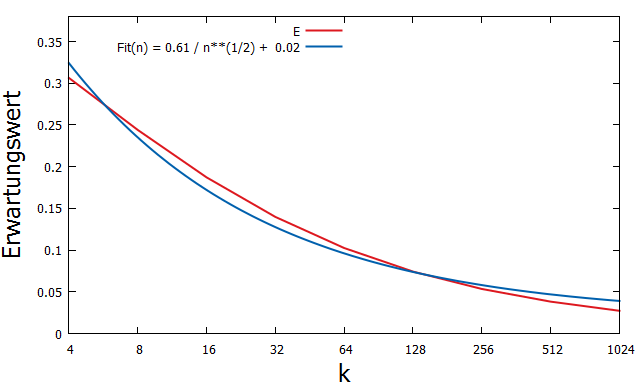 E
Fit(n) = 0.61 / n**(1/2) +  0.02
Erwartungswert
0.35
0.3
0.25
0.2
0.15
0.1
0.05
0
4 8 16 32 64 128 256 512 1024
k